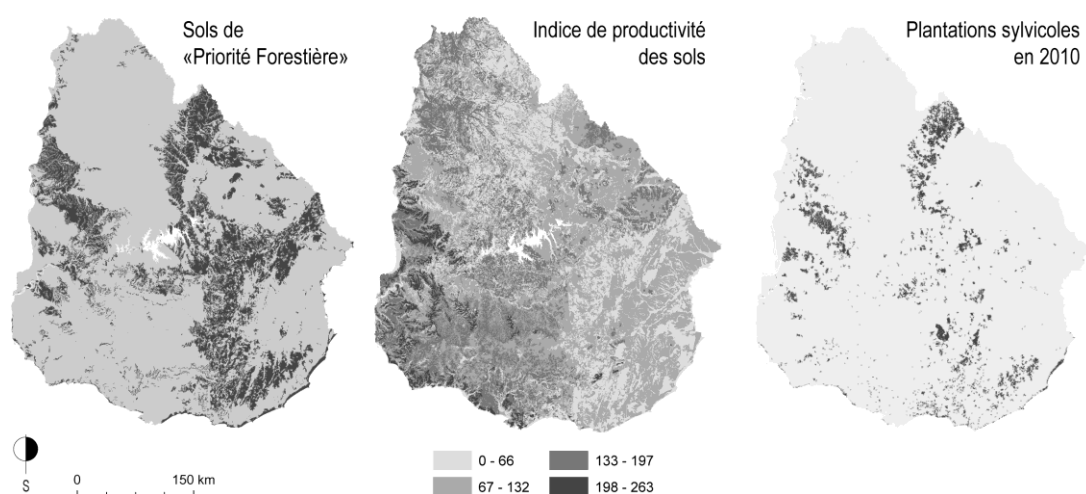 Sols de
«Priorité Forestière»
Indice de productivité
des sols
Plantations sylvicoles
en 2010
S
0 150 km
0 - 66
133 - 197
67 - 132
198 - 263